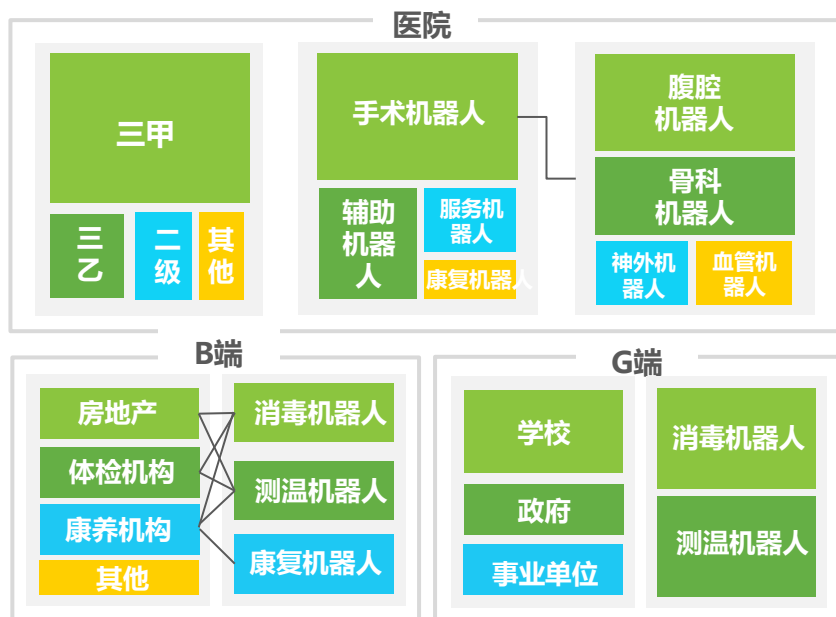 医院
三甲
三
乙
二
级
其
他
手术机器人
辅助
机器
人
服务机
器人
康复机器人
腹腔
机器人
骨科
机器人
神外机
器人
血管机
器人
B端
房地产
体检机构
康养机构
其他
消毒机器人
测温机器人
康复机器人
G端
学校
政府
事业单位
消毒机器人
测温机器人